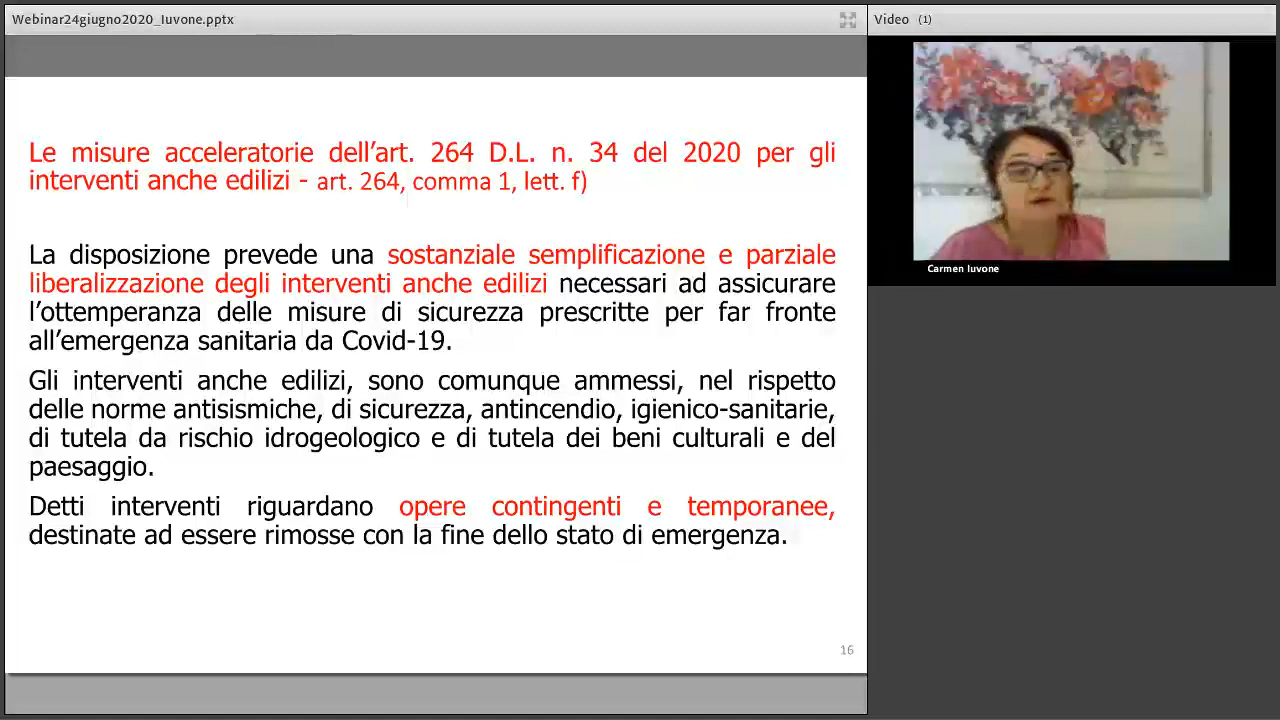 Webinar24giugno2020_Iuvone.pptx
Video (1)
Le misure acceleratorie dell’art. 264 D.L. n. 34 del 2020 per gli
interventi anche edilizi - art. 264, comma 1, lett. f)
La disposizione prevede una sostanziale semplificazione e parziale
liberalizzazione degli interventi anche edilizi necessari ad assicurare
l’ottemperanza delle misure di sicurezza prescritte per far fronte
all’emergenza sanitaria da Covid-19.
Gli interventi anche edilizi, sono comunque ammessi, nel rispetto
delle norme antisismiche, di sicurezza, antincendio, igienico-sanitarie,
di tutela da rischio idrogeologico e di tutela dei beni culturali e del
paesaggio.
Detti interventi riguardano opere contingenti e temporanee,
destinate ad essere rimosse con la fine dello stato di emergenza.
16
Carmen Iuvone